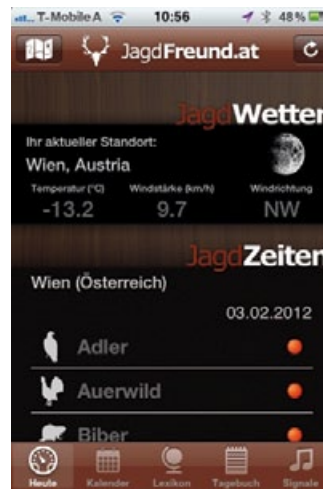 T-Mobile A 10:56 48%
JagdFreund.at
JagdWetter
Ihr aktueller Standort:
Wien, Austria
Temperatur (°C) Windstärke (km/h) Windrichtung
-13.2 9.7 NW
JagdZeiten
Wien (Österreich)
03.02.2012
Adler
Auerwild
Biber
Heute Kalender Lexikon Tagebuch Signale